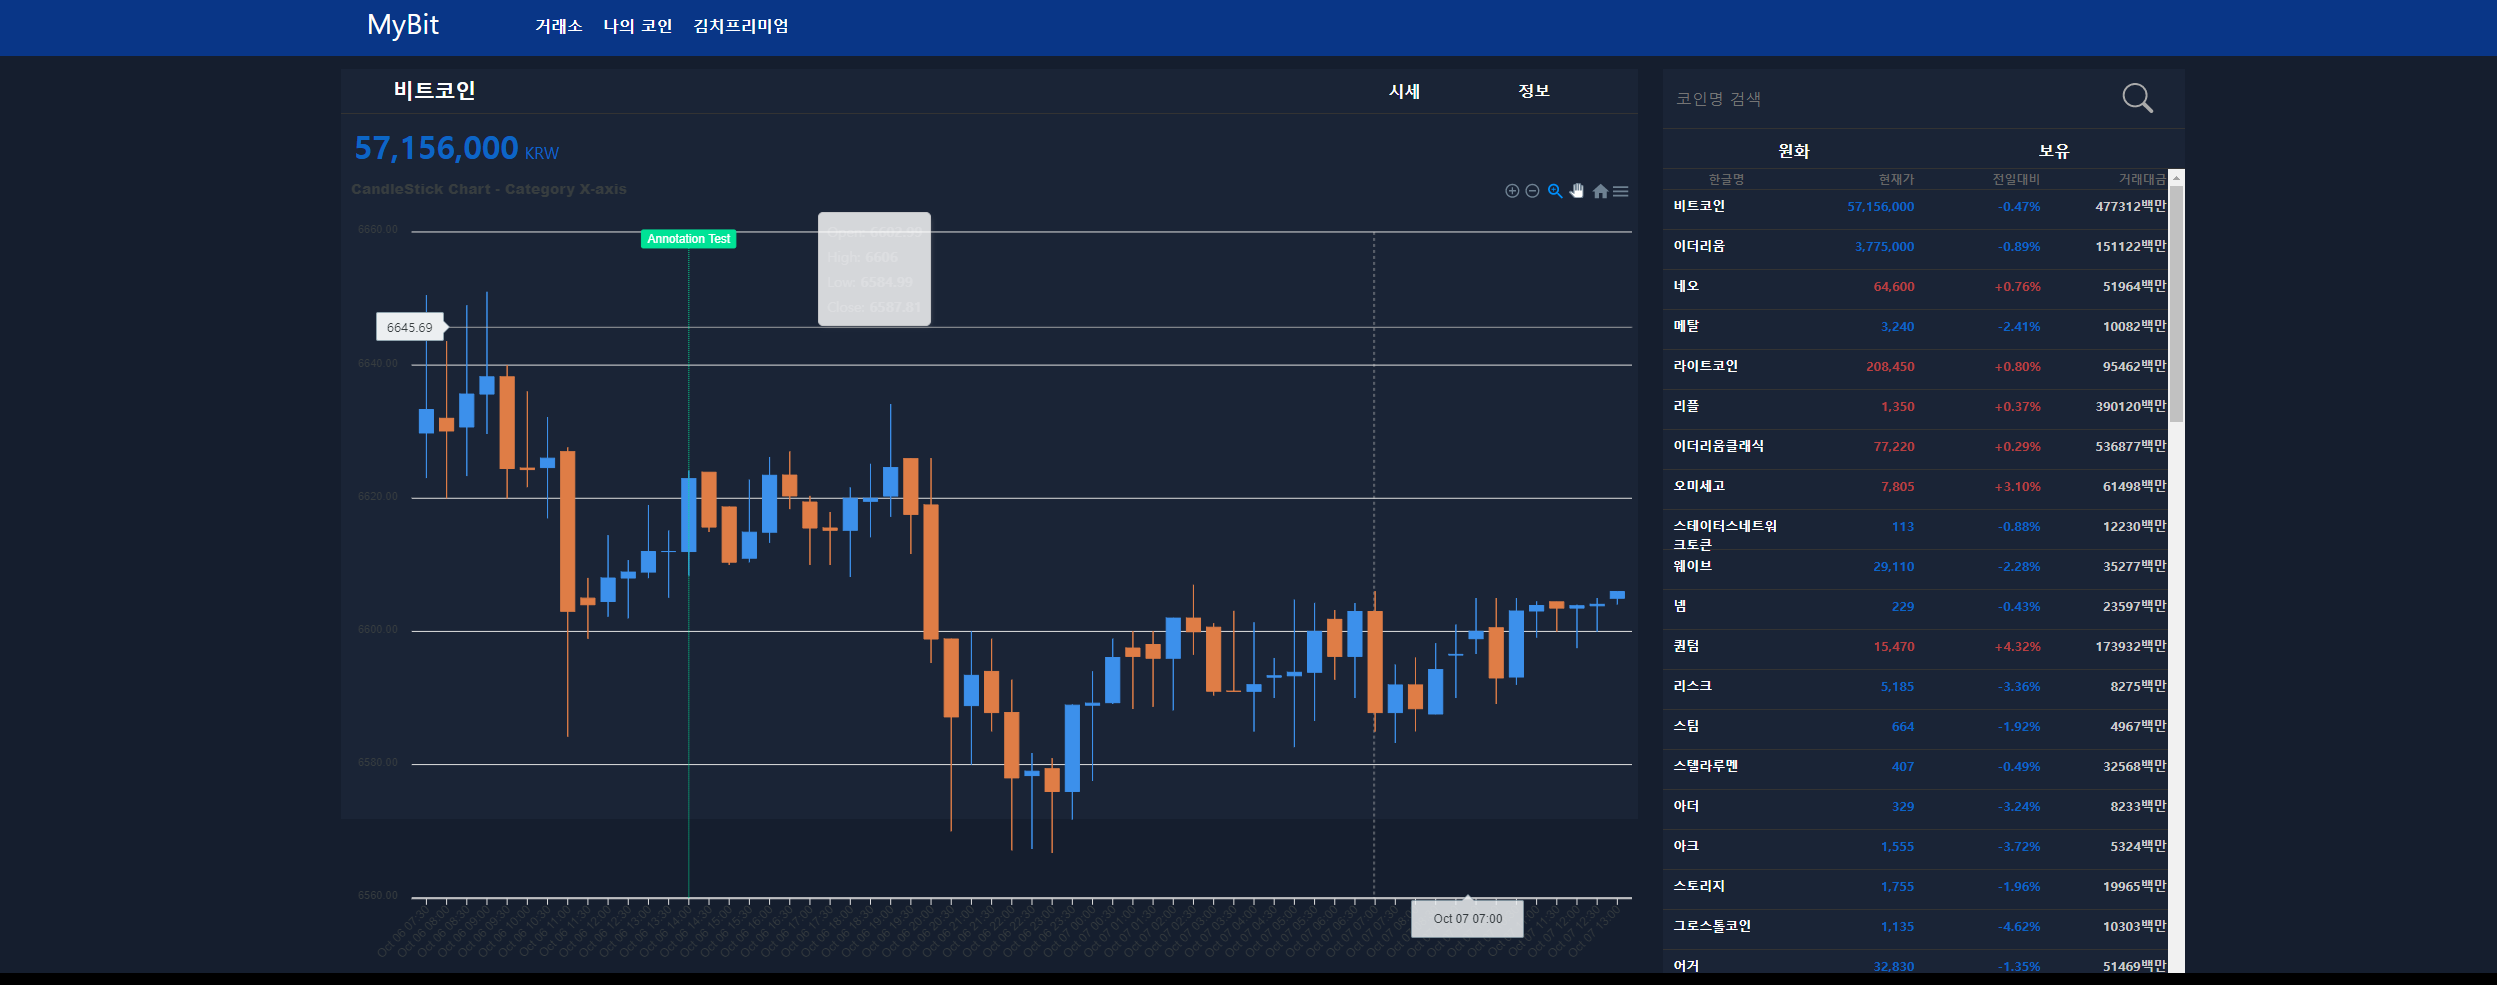 MyBit
거래소 나의 코인 김치프리미엄
비트코인 시세 정보
57,156,000 KRW
CandleStick Chart - Category X-axis
6660.00
Annotation Test
High: 6606
Low: 6584.99
Close: 6587.81
6645.69
6640.00
6620.00
6600.00
6580.00
6560.00
Oct 07 07:00
코인명 검색
원화 보유
한글명 현재가 전일대비 거래대금
비트코인 57,156,000 -0.47% 477312백만
이더리움 3,775,000 -0.89% 151122백만
네오 64,600 +0.76% 51964백만
메탈 3,240 -2.41% 10082백만
라이트코인 208,450 +0.80% 95462백만
리플 1,350 +0.37% 390120백만
이더리움클래식 77,220 +0.29% 536877백만
오미세고 7,805 +3.10% 61498백만
스테이터스네트워 113 -0.88% 12230백만
크토큰
웨이브 29,110 -2.28% 35277백만
넴 229 -0.43% 23597백만
퀀텀 15,470 +4.32% 173932백만
리스크 5,185 -3.36% 8275백만
스팀 664 -1.92% 4967백만
스텔라루멘 407 -0.49% 32568백만
아더 329 -3.24% 8233백만
아크 1,555 -3.72% 5324백만
스토리지 1,755 -1.96% 19965백만
그로스톨코인 1,135 -4.62% 10303백만
어거 32,830 -1.35% 51469백만